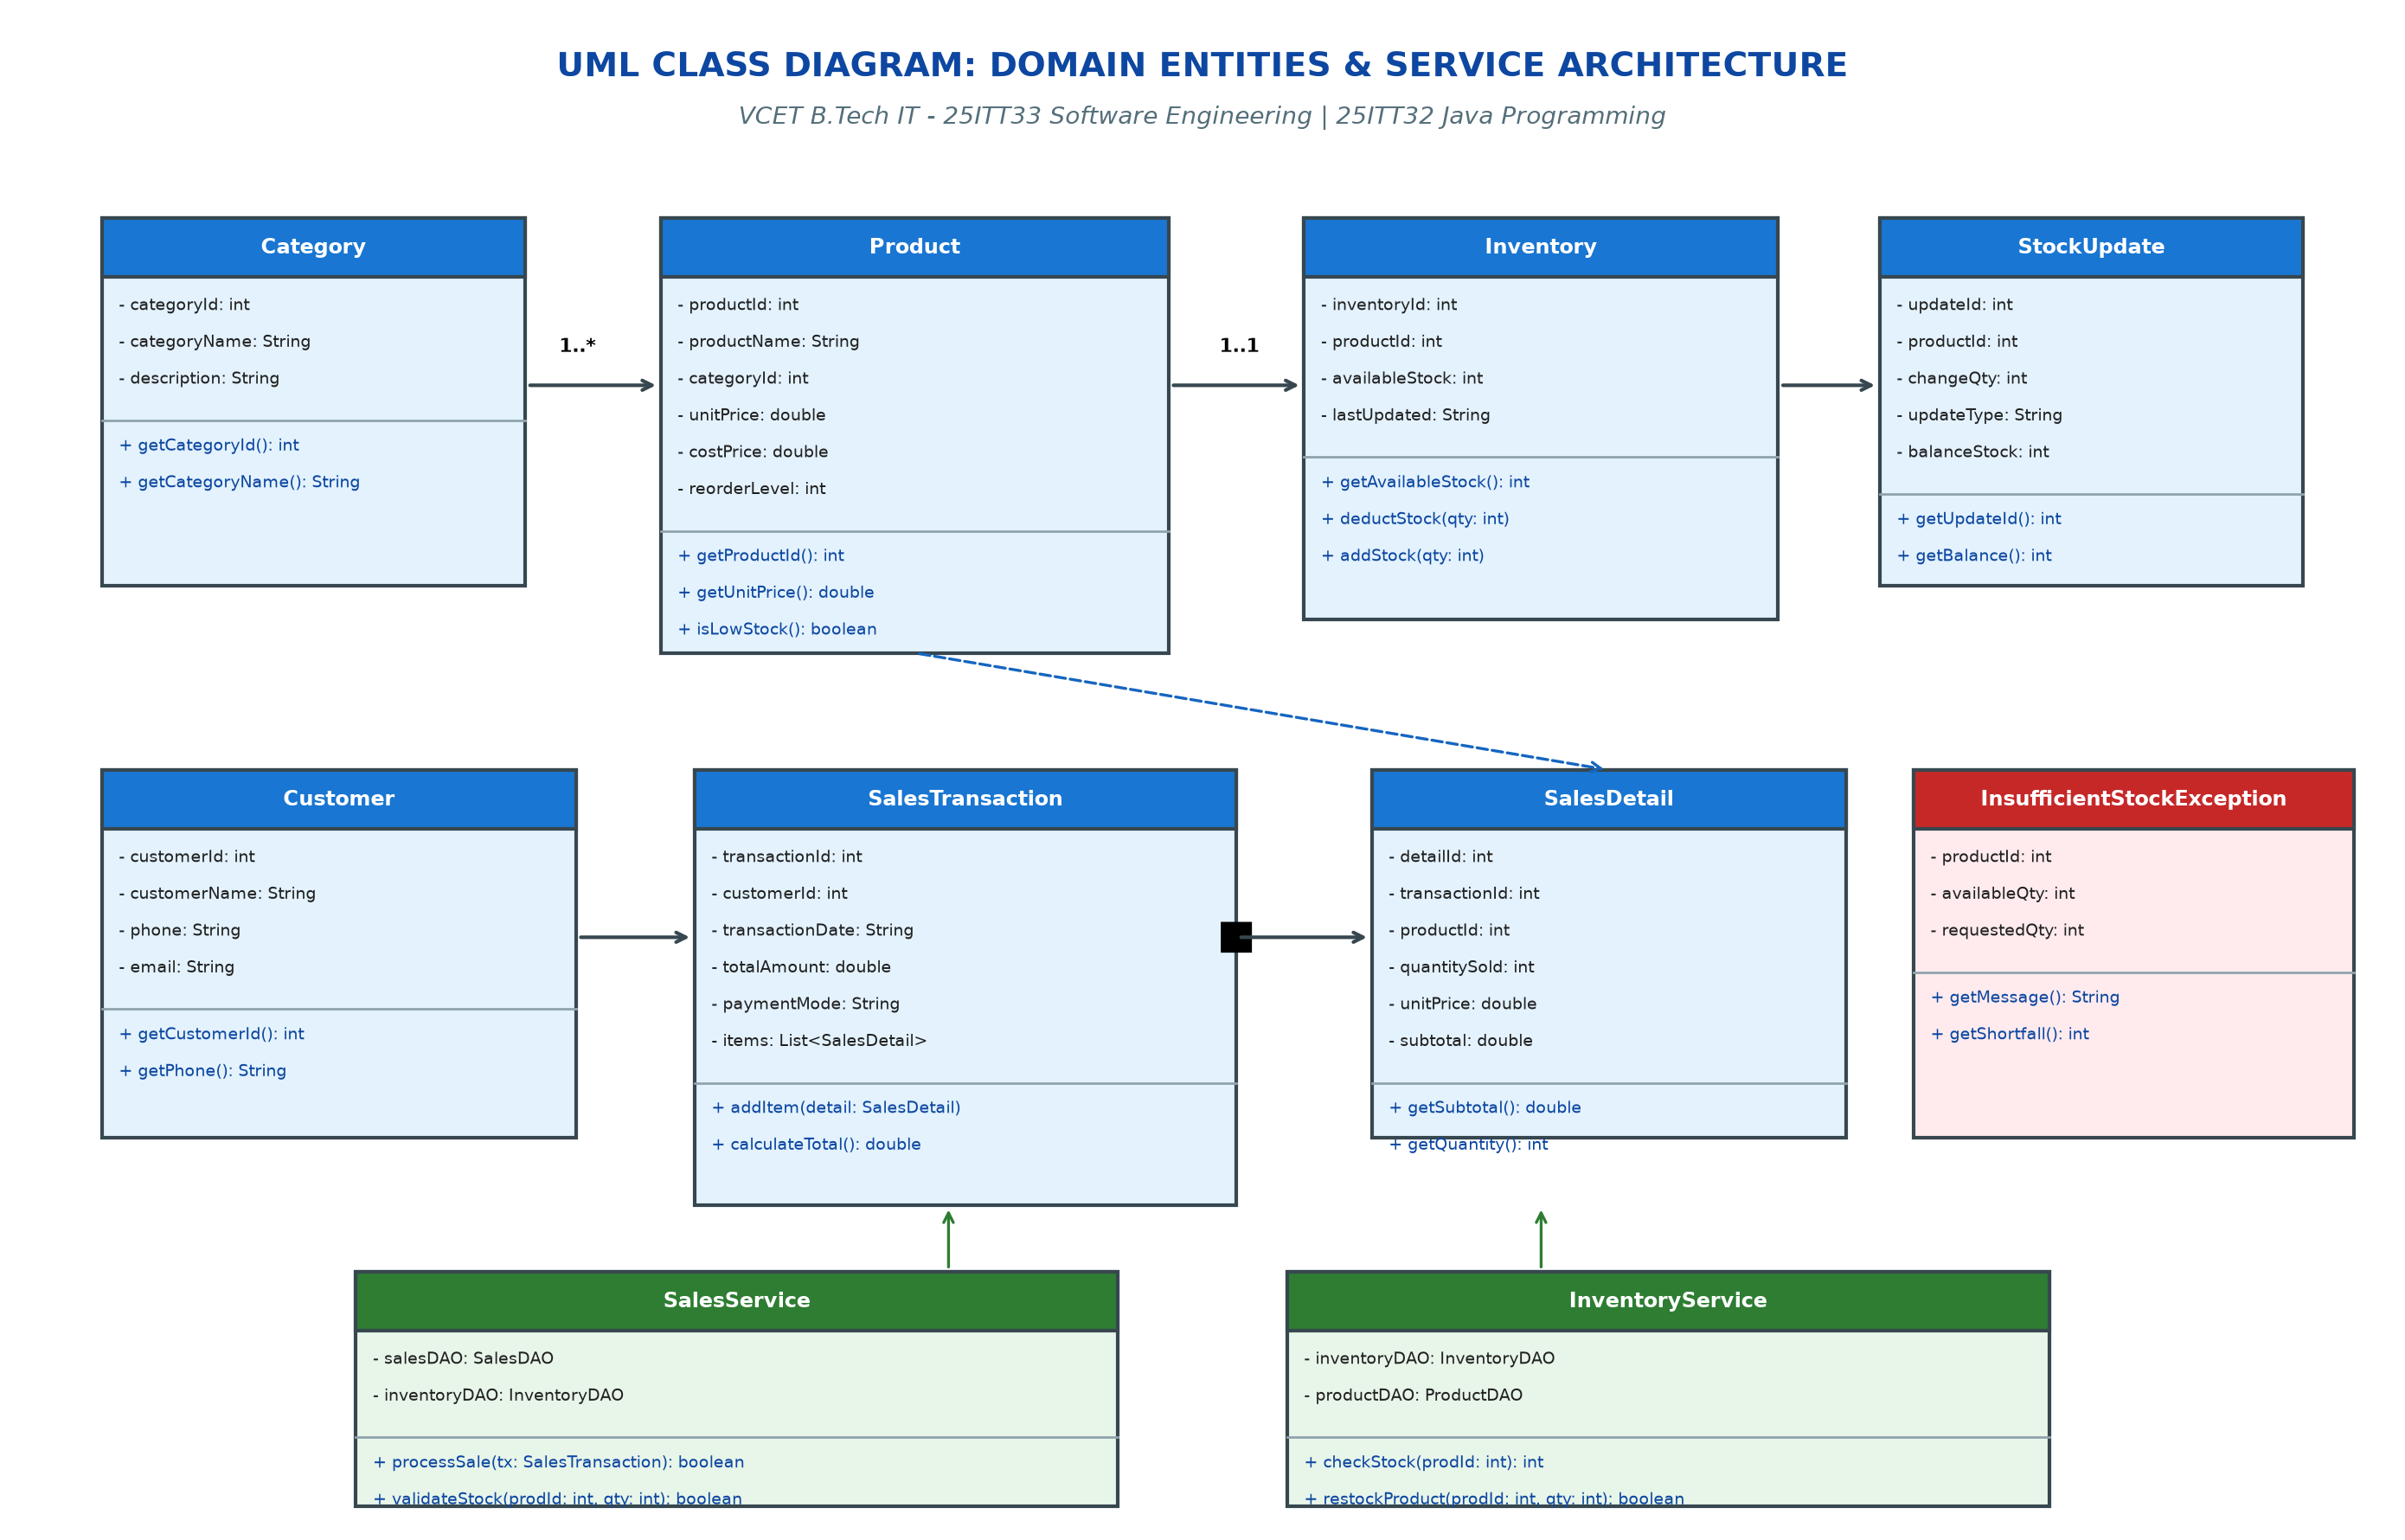 UML CLASS DIAGRAM: DOMAIN ENTITIES & SERVICE ARCHITECTURE
VCET B.Tech IT - 25ITT33 Software Engineering | 25ITT32 Java Programming
Category
- categoryId: int
- categoryName: String
- description: String
+ getCategoryId(): int
+ getCategoryName(): String
1..*
Product
- productId: int
- productName: String
- categoryId: int
- unitPrice: double
- costPrice: double
- reorderLevel: int
+ getProductId(): int
+ getUnitPrice(): double
+ isLowStock(): boolean
1..1
Inventory
- inventoryId: int
- productId: int
- availableStock: int
- lastUpdated: String
+ getAvailableStock(): int
+ deductStock(qty: int)
+ addStock(qty: int)
StockUpdate
- updateId: int
- productId: int
- changeQty: int
- updateType: String
- balanceStock: int
+ getUpdateId(): int
+ getBalance(): int
Customer
- customerId: int
- customerName: String
- phone: String
- email: String
+ getCustomerId(): int
+ getPhone(): String
SalesTransaction
- transactionId: int
- customerId: int
- transactionDate: String
- totalAmount: double
- paymentMode: String
- items: List<SalesDetail>
+ addItem(detail: SalesDetail)
+ calculateTotal(): double
SalesDetail
- detailId: int
- transactionId: int
- productId: int
- quantitySold: int
- unitPrice: double
- subtotal: double
+ getSubtotal(): double
+ getQuantity(): int
InsufficientStockException
- productId: int
- availableQty: int
- requestedQty: int
+ getMessage(): String
+ getShortfall(): int
SalesService
- salesDAO: SalesDAO
- inventoryDAO: InventoryDAO
+ processSale(tx: SalesTransaction): boolean
+ validateStock(prodId: int, qty: int): boolean
InventoryService
- inventoryDAO: InventoryDAO
- productDAO: ProductDAO
+ checkStock(prodId: int): int
+ restockProduct(prodId: int, qty: int): boolean